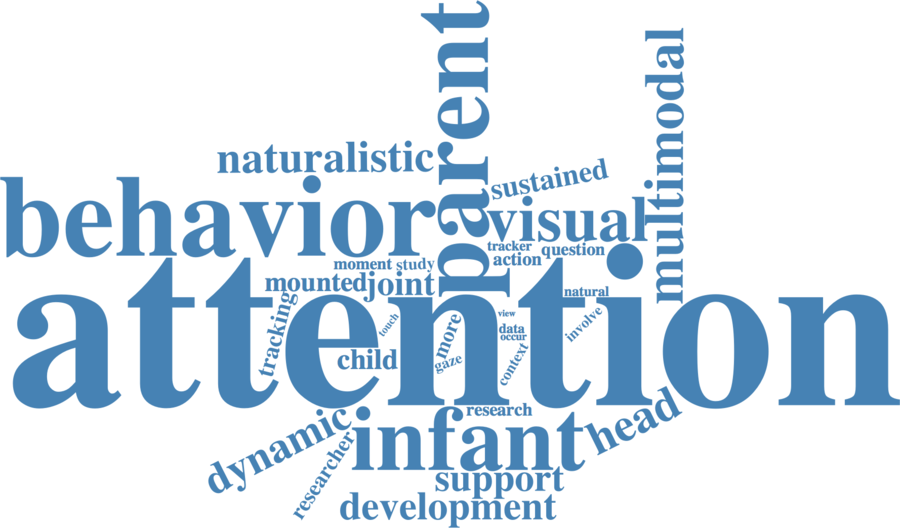 parent
multimodal
naturalistic
sustained
behavior
visual
tracker question
action
moment study
mounted joint
natural
attention
tracking
touch
child
more
gaze
view
data
occur
context
involve
research
dynamic
infant
head
researcher
support
development